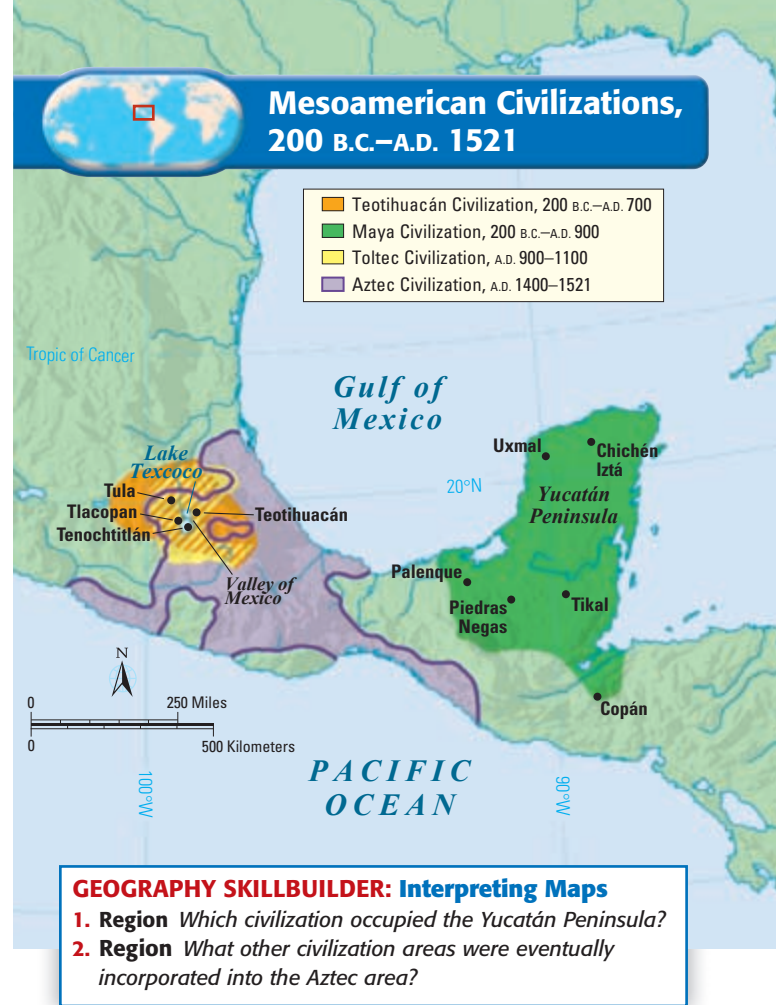 Mesoamerican Civilizations,
200 B.C.–A.D. 1521
Teotihuacán Civilization, 200 B.C.–A.D. 700
Maya Civilization, 200 B.C.–A.D. 900
Toltec Civilization, A.D. 900–1100
Aztec Civilization, A.D. 1400–1521
Tropic of Cancer
Gulf of
Mexico
Lake
Texcoco
Tula
Tlacopan
Tenochtitlán
Teotihuacán
Valley of
Mexico
Uxmal
Chichén
Iztá
20°N
Yucatán
Peninsula
Palenque
Piedras
Negas
Tikal
Copán
N
0
250 Miles
0
500 Kilometers
100°W
90°W
PACIFIC
OCEAN
GEOGRAPHY SKILLBUILDER: Interpreting Maps
1. Region Which civilization occupied the Yucatán Peninsula?
2. Region What other civilization areas were eventually
incorporated into the Aztec area?